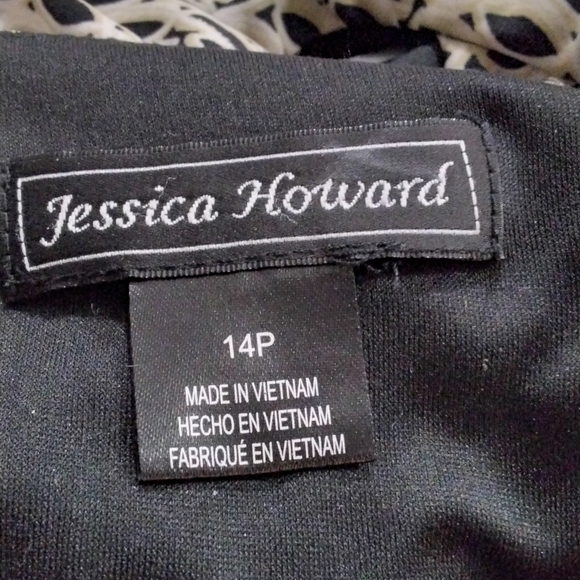 Jessica Howard
14P
MADE IN VIETNAM
HECHO EN VIETNAM
FABRIQUÉ EN VIETNAM